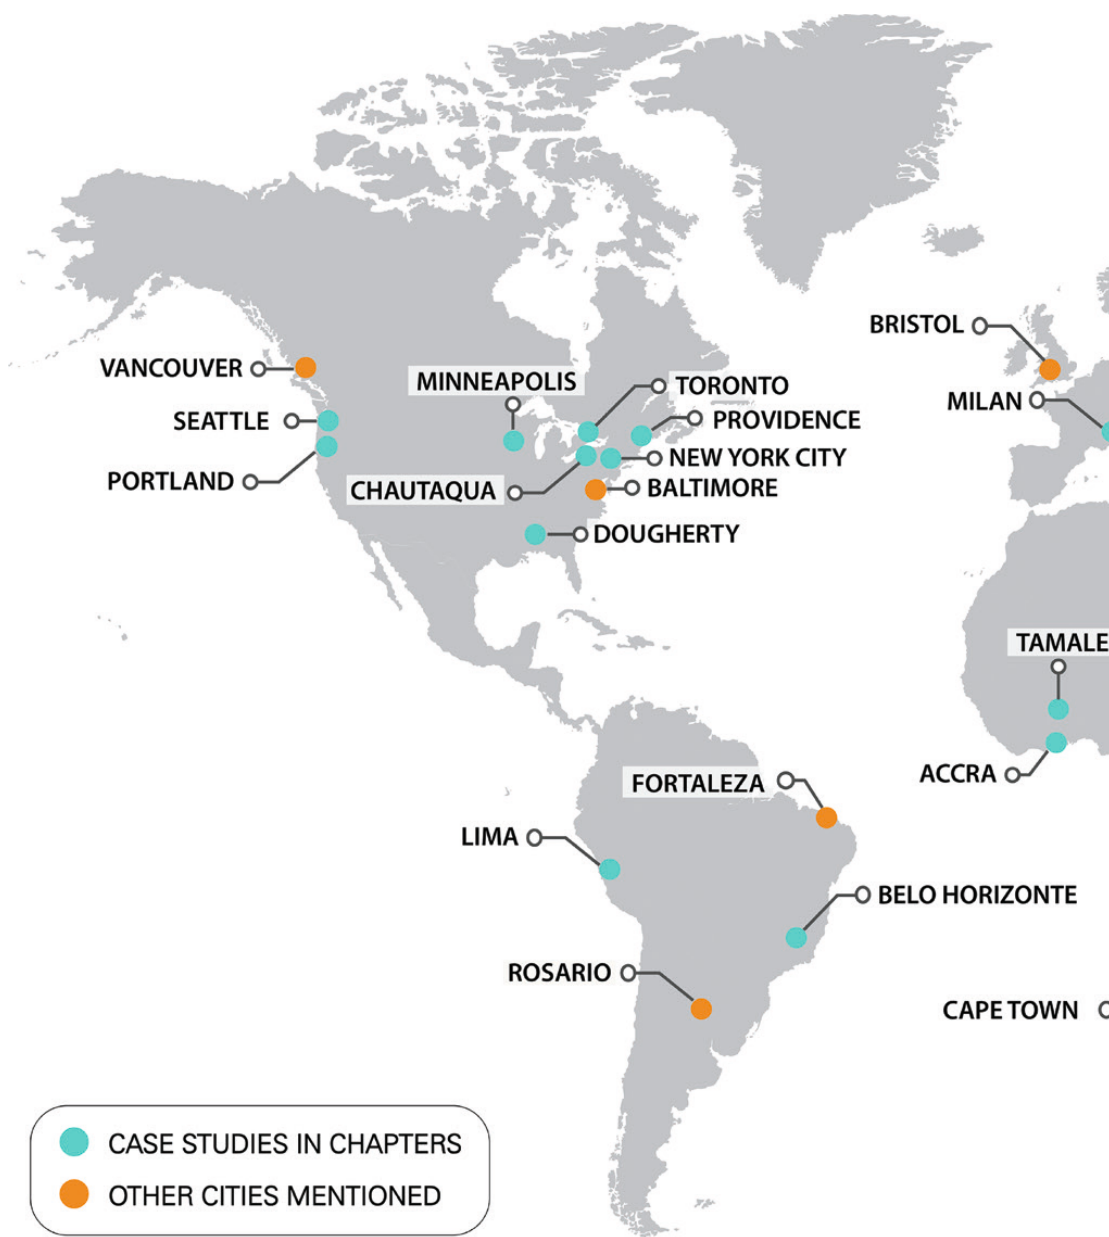 BRISTOL
VANCOUVER
MINNEAPOLIS
TORONTO
MILAN
SEATTLE
PROVIDENCE
NEW YORK CITY
PORTLAND
CHAUTAQUA
BALTIMORE
DOUGHERTY
TAMALE
ACCRA
FORTALEZA
LIMA
BELO HORIZONTE
ROSARIO
CAPE TOWN
CASE STUDIES IN CHAPTERS
OTHER CITIES MENTIONED